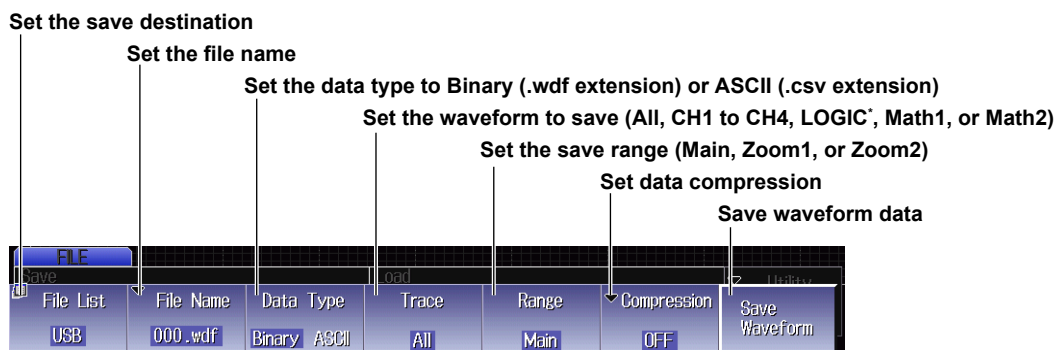 Set the save destination
Set the file name
Set the data type to Binary (.wdf extension) or ASCII (.csv extension)
Set the waveform to save (All, CH1 to CH4, LOGIC*, Math1, or Math2)
Set the save range (Main, Zoom1, or Zoom2)
Set data compression
Save waveform data
FILE
Save Load Utility
File List File Name Data Type Trace Range Compression Save
USB 000.wdf Binary ASCII All Main OFF Waveform